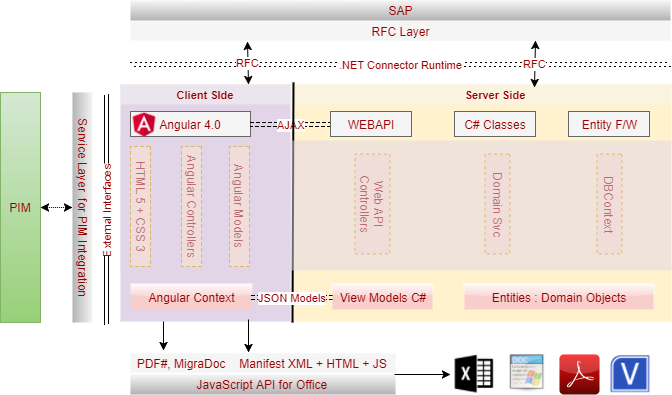 SAP
RFC Layer
RFC
RFC
.NET Connector Runtime
Client SIde
Server Side
PIM
Service Layer for PIM Integration
External Interfaces
A
Angular 4.0
AJAX
WEBAPI
C# Classes
Entity F/W
HTML 5 + CSS 3
Angular
Controllers
Angular Models
Web API
Controllers
Domain Svc
DBContext
Angular Context
JSON Models
View Models C#
Entities : Domain Objects
PDF#, MigraDoc
Manifest XML + HTML + JS
JavaScript API for Office
X
DOC
V